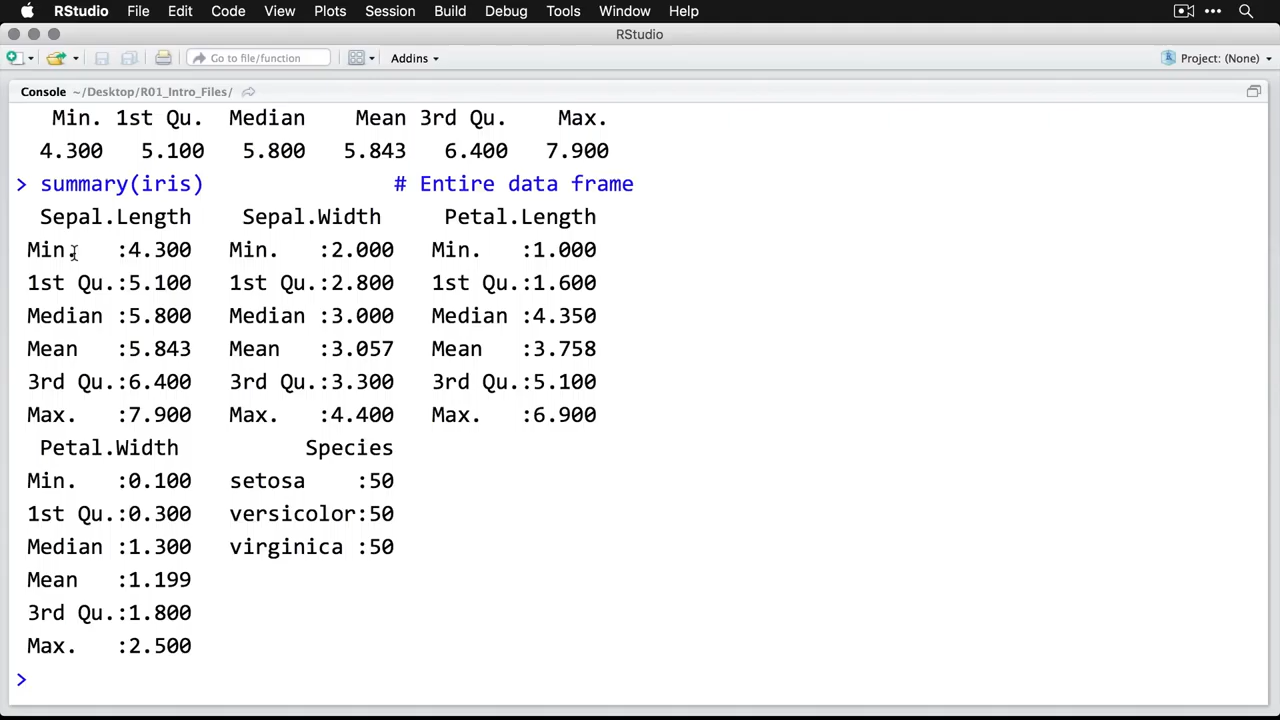 RStudio File Edit Code View Plots Session Build Debug Tools Window Help
RStudio
Go to file/function Addins Project: (None)
Console ~/Desktop/R01_Intro_Files/
Min. 1st Qu. Median Mean 3rd Qu. Max.
4.300 5.100 5.800 5.843 6.400 7.900
> summary(iris) # Entire data frame
Sepal.Length Sepal.Width Petal.Length
Min. :4.300 Min. :2.000 Min. :1.000
1st Qu.:5.100 1st Qu.:2.800 1st Qu.:1.600
Median :5.800 Median :3.000 Median :4.350
Mean :5.843 Mean :3.057 Mean :3.758
3rd Qu.:6.400 3rd Qu.:3.300 3rd Qu.:5.100
Max. :7.900 Max. :4.400 Max. :6.900
Petal.Width Species
Min. :0.100 setosa :50
1st Qu.:0.300 versicolor:50
Median :1.300 virginica :50
Mean :1.199
3rd Qu.:1.800
Max. :2.500
>